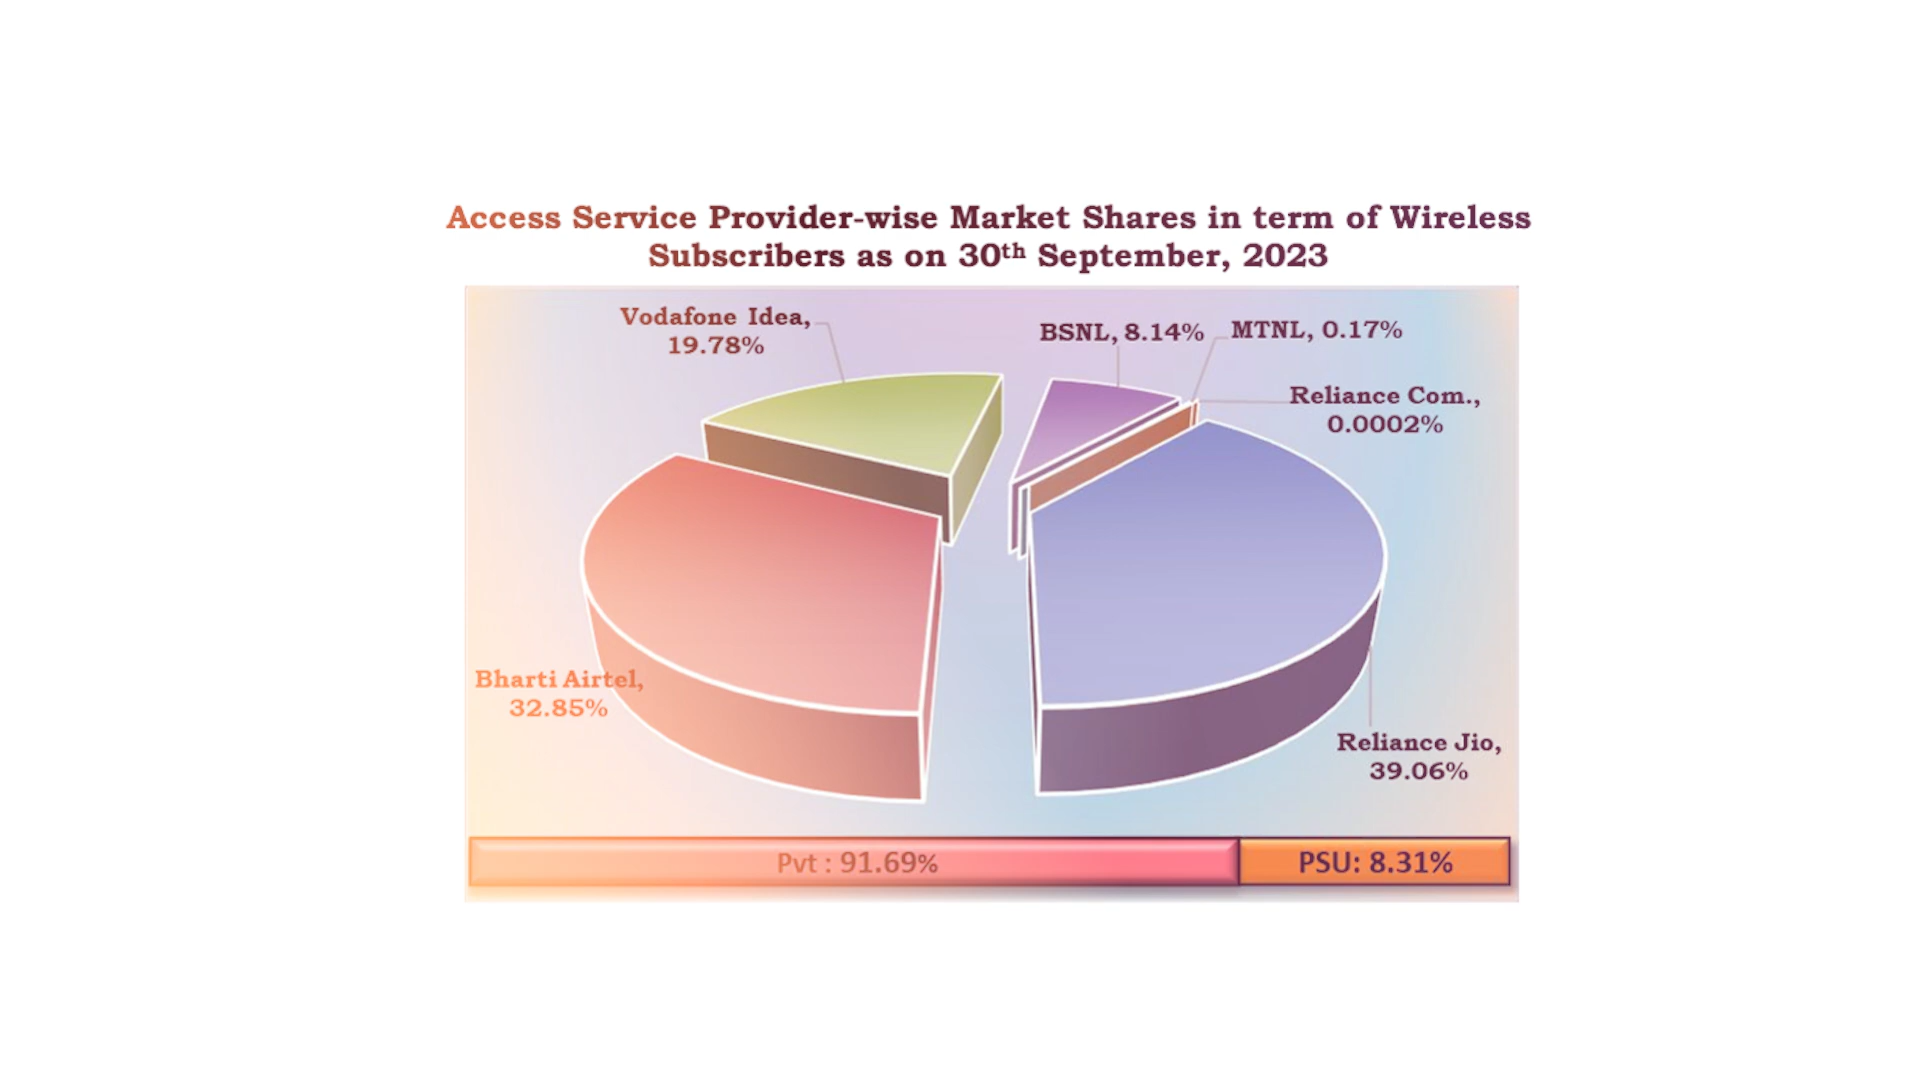 Access Service Provider-wise Market Shares in term of Wireless
Subscribers as on 30th September, 2023
Vodafone Idea,
19.78%
BSNL, 8.14%
MTNL, 0.17%
Reliance Com.,
0.0002%
Bharti Airtel,
32.85%
Reliance Jio,
39.06%
Pvt : 91.69%
PSU: 8.31%